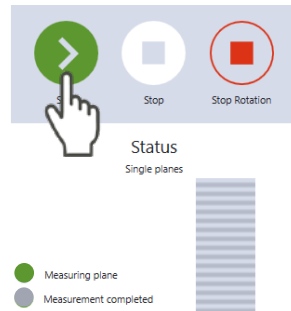 Stop
Stop Rotation
Status
Single planes
Measuring plane
Measurement completed